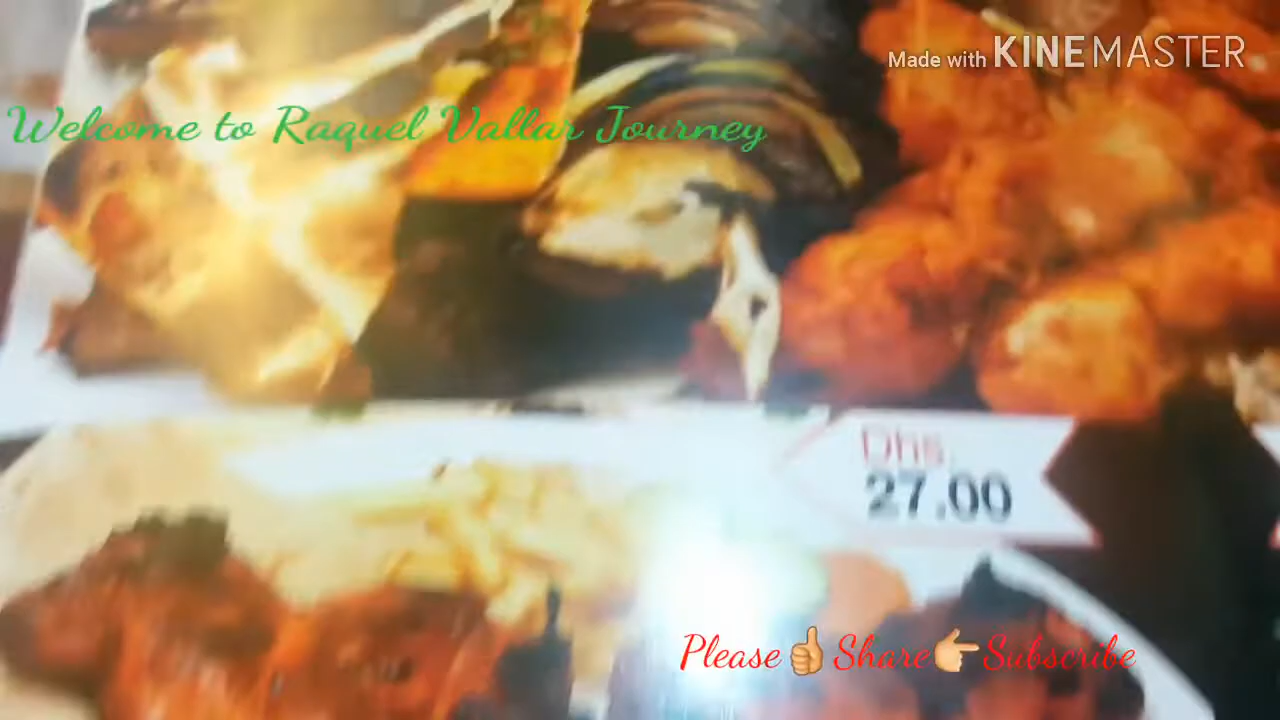 Made with KINEMASTER
Welcome to Raquel Vallar Journey
Dhs.
27.00
Please👍Share👉Subscribe